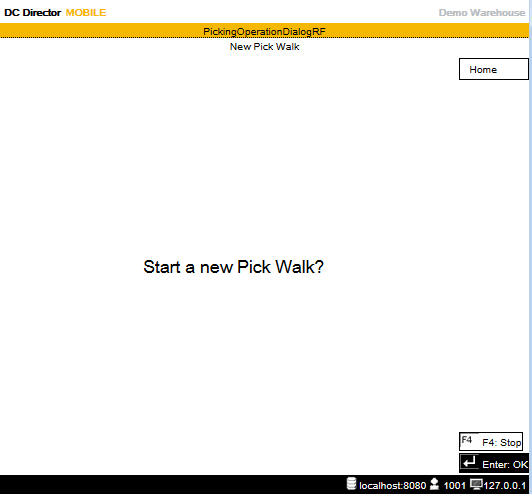 DC Director MOBILE Demo Warehouse
PickingOperationDialogRF
New Pick Walk
Home
Start a new Pick Walk?
F4 F4: Stop
Enter: OK
localhost:8080 1001 127.0.0.1